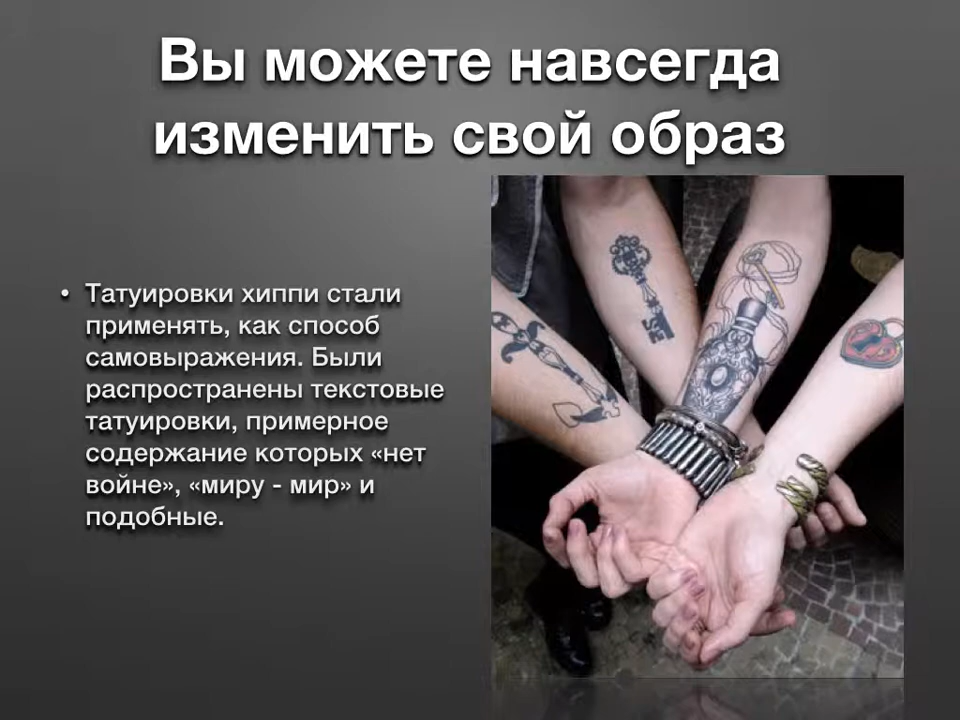 Вы можете навсегда
изменить свой образ
• Татуировки хиппи стали
применять, как способ
самовыражения. Были
распространены текстовые
татуировки, примерное
содержание которых «нет
войне», «миру - мир» и
подобные.